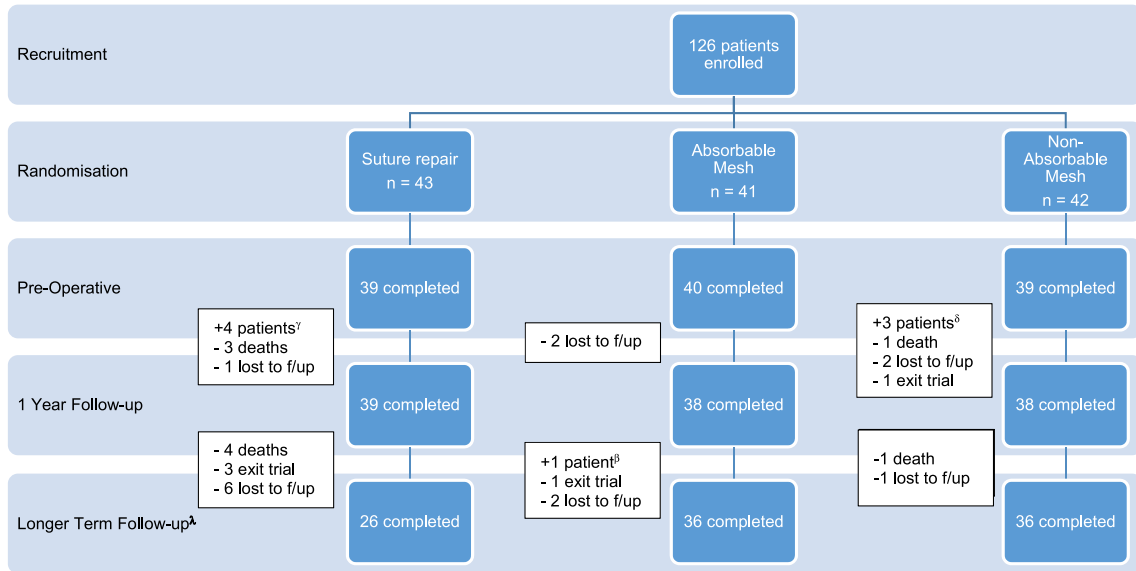 Recruitment
126 patients
enrolled
Randomisation
Suture repair
n = 43
Absorbable
Mesh
n = 41
Non-
Absorbable
Mesh
n = 42
Pre-Operative
39 completed
40 completed
39 completed
+4 patientsᵞ
- 3 deaths
- 1 lost to f/up
- 2 lost to f/up
+3 patientsᵟ
- 1 death
- 2 lost to f/up
- 1 exit trial
1 Year Follow-up
39 completed
38 completed
38 completed
- 4 deaths
- 3 exit trial
- 6 lost to f/up
+1 patientᵝ
- 1 exit trial
- 2 lost to f/up
-1 death
-1 lost to f/up
Longer Term Follow-upλ
26 completed
36 completed
36 completed